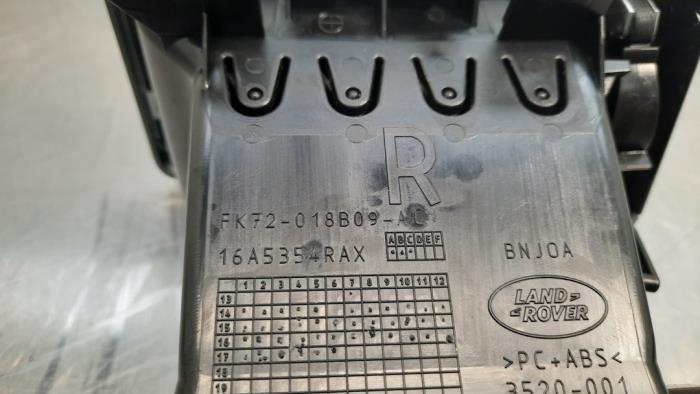 R
FK72-018B09-AC
16A5354RAX
A B C D E F
BNJOA
1 2 3 4 5 6 7 8 9 10 11 12
13
14
15
16
17
18
19
LAND
ROVER
>PC+ABS<
3520-001